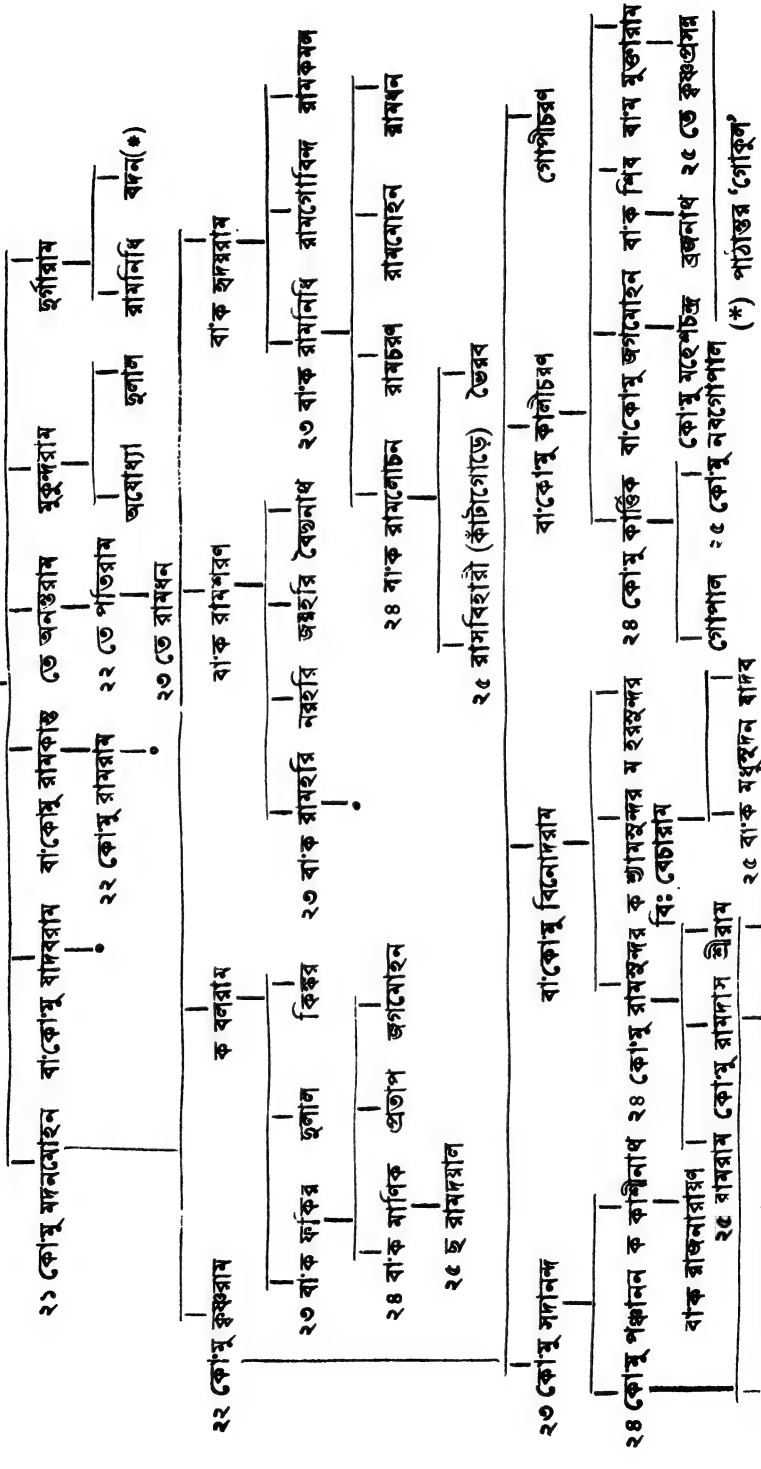 ২১ কো'মু মদনমোহন বা'কো'মু যাদবরাম বা'কোমু রামকান্ত তে অনন্তরাম মুকুন্দরাম দুর্গারাম
২২ কো'মু রামরাম ২২ তে পতিরাম অযোধ্যা দুলাল রামনিধি বদন(*)
২৩ তে রামধন
২২ কো'মু কৃষ্ণরাম ক বলরাম বা'ক রামশরণ বা'ক হৃদয়রাম
২৩ বা'ক ফকির দুলাল কিঙ্কর ২৩ বা'ক রামহরি নরহরি জয়হরি বৈদ্যনাথ ২৩ বা'ক রামনিধি রামগোবিন্দ রামকমল
২৪ বা'ক মাণিক প্রতাপ জগমোহন ২৪ বা'ক রামলোচন রামচরণ রামমোহন রামধন
২৫ ছ রামদয়াল ২৫ রাসবিহারী (কাঁটাগোড়ে) ভৈরব
২৩ কো'মু সদানন্দ বা'কো'মু বিনোদরাম বা'কো'মু কালীচরণ গোপীচরণ
২৪ কো'মু পঞ্চানন ক কাশীনাথ ২৪ কো'মু রামসুন্দর ক শ্যামসুন্দর ম হরসুন্দর ২৪ কো'মু কার্ত্তিক বা'কো'মু জগমোহন বা'ক শিব বা'ম মুক্তারাম
বিঃ বেচারাম
বা'ক রাজনারায়ণ কো'মু মহেশচন্দ্র ব্রজনাথ ২৫ তে কৃষ্ণপ্রসন্ন
২৫ রামরাম কো'মু রামদাস শ্রীরাম গোপাল ২৫ কো'মু নবগোপাল
২৫ বা'ক মধুসূদন যাদব (*) পাঠান্তর 'গোকুল'